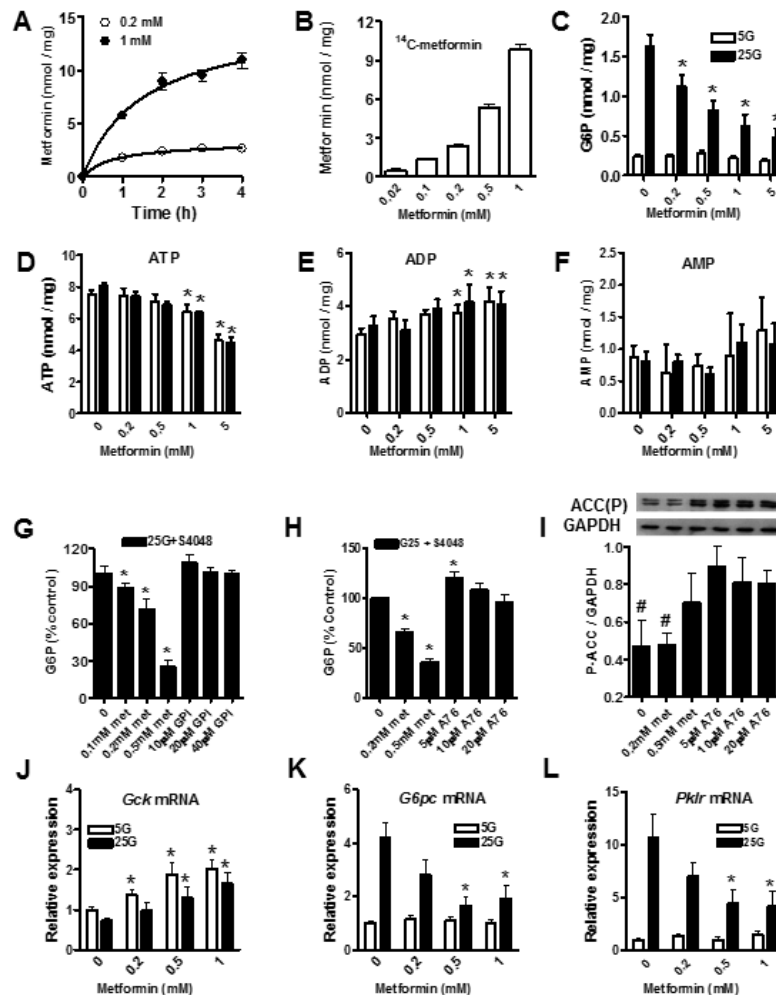 A
0.2 mM
1 mM
Metformin (nmol / mg)
15
10
5
0
0 1 2 3 4
Time (h)
B
14C-metformin
Metformin (nmol / mg)
12
9
6
3
0
0,02 0.1 0.2 0.5 1
Metformin (mM)
C
5G
25G
G6P (nmol / mg)
2.0
1.5
1.0
0.5
0.0
* * * *
0 0.2 0.5 1 5
Metformin (mM)
D
ATP
ATP (nmol / mg)
10
8
6
4
2
0
* * * *
0 0.2 0,5 1 5
Metformin (mM)
E
ADP
ADP (nmol / mg)
6
3
0
* * * *
0 0,2 0,5 1 5
Metformin (mM)
F
AMP
AMP (nmol / mg)
2.0
1.5
1.0
0.5
0.0
0 0.2 0,5 1 5
Metformin (mM)
G
25G+S4048
G6P (% control)
120
90
60
30
0
* * *
0
0.1mM met
0.2mM met
0.5mM met
10µM GPi
20µM GPi
40µM GPi
H
G25 + S4048
G6P (% Control)
150
100
50
0
* * *
0
0.2mM met
0.5mM met
5µM A76
10µM A76
20µM A76
I
ACC(P)
GAPDH
P-ACC / GAPDH
1.0
0.8
0.6
0.4
0.2
# #
0
0.2mM met
0.5mM met
5µM A76
10µM A76
20µM A76
J
Gck mRNA
5G
25G
Relative expression
4
3
2
1
0
* * * * *
0 0.2 0,5 1
Metformin (mM)
K
G6pc mRNA
5G
25G
Relative expression
6
4
2
0
* *
0 0,2 0,5 1
Metformin (mM)
L
Pklr mRNA
5G
25G
Relative expression
15
10
5
0
* *
0 0.2 0.5 1
Metformin (mM)